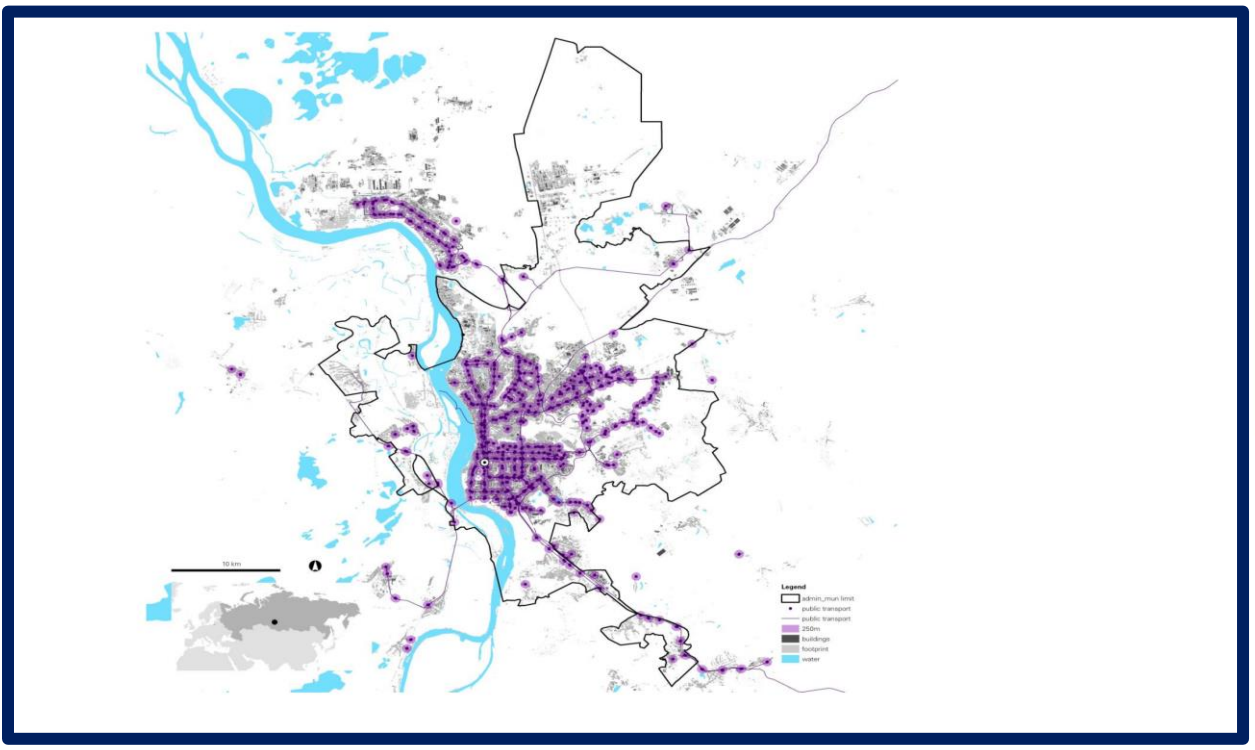 10 km
Legend
admin_mun limit
public transport
public transport
250m
buildings
footprint
water